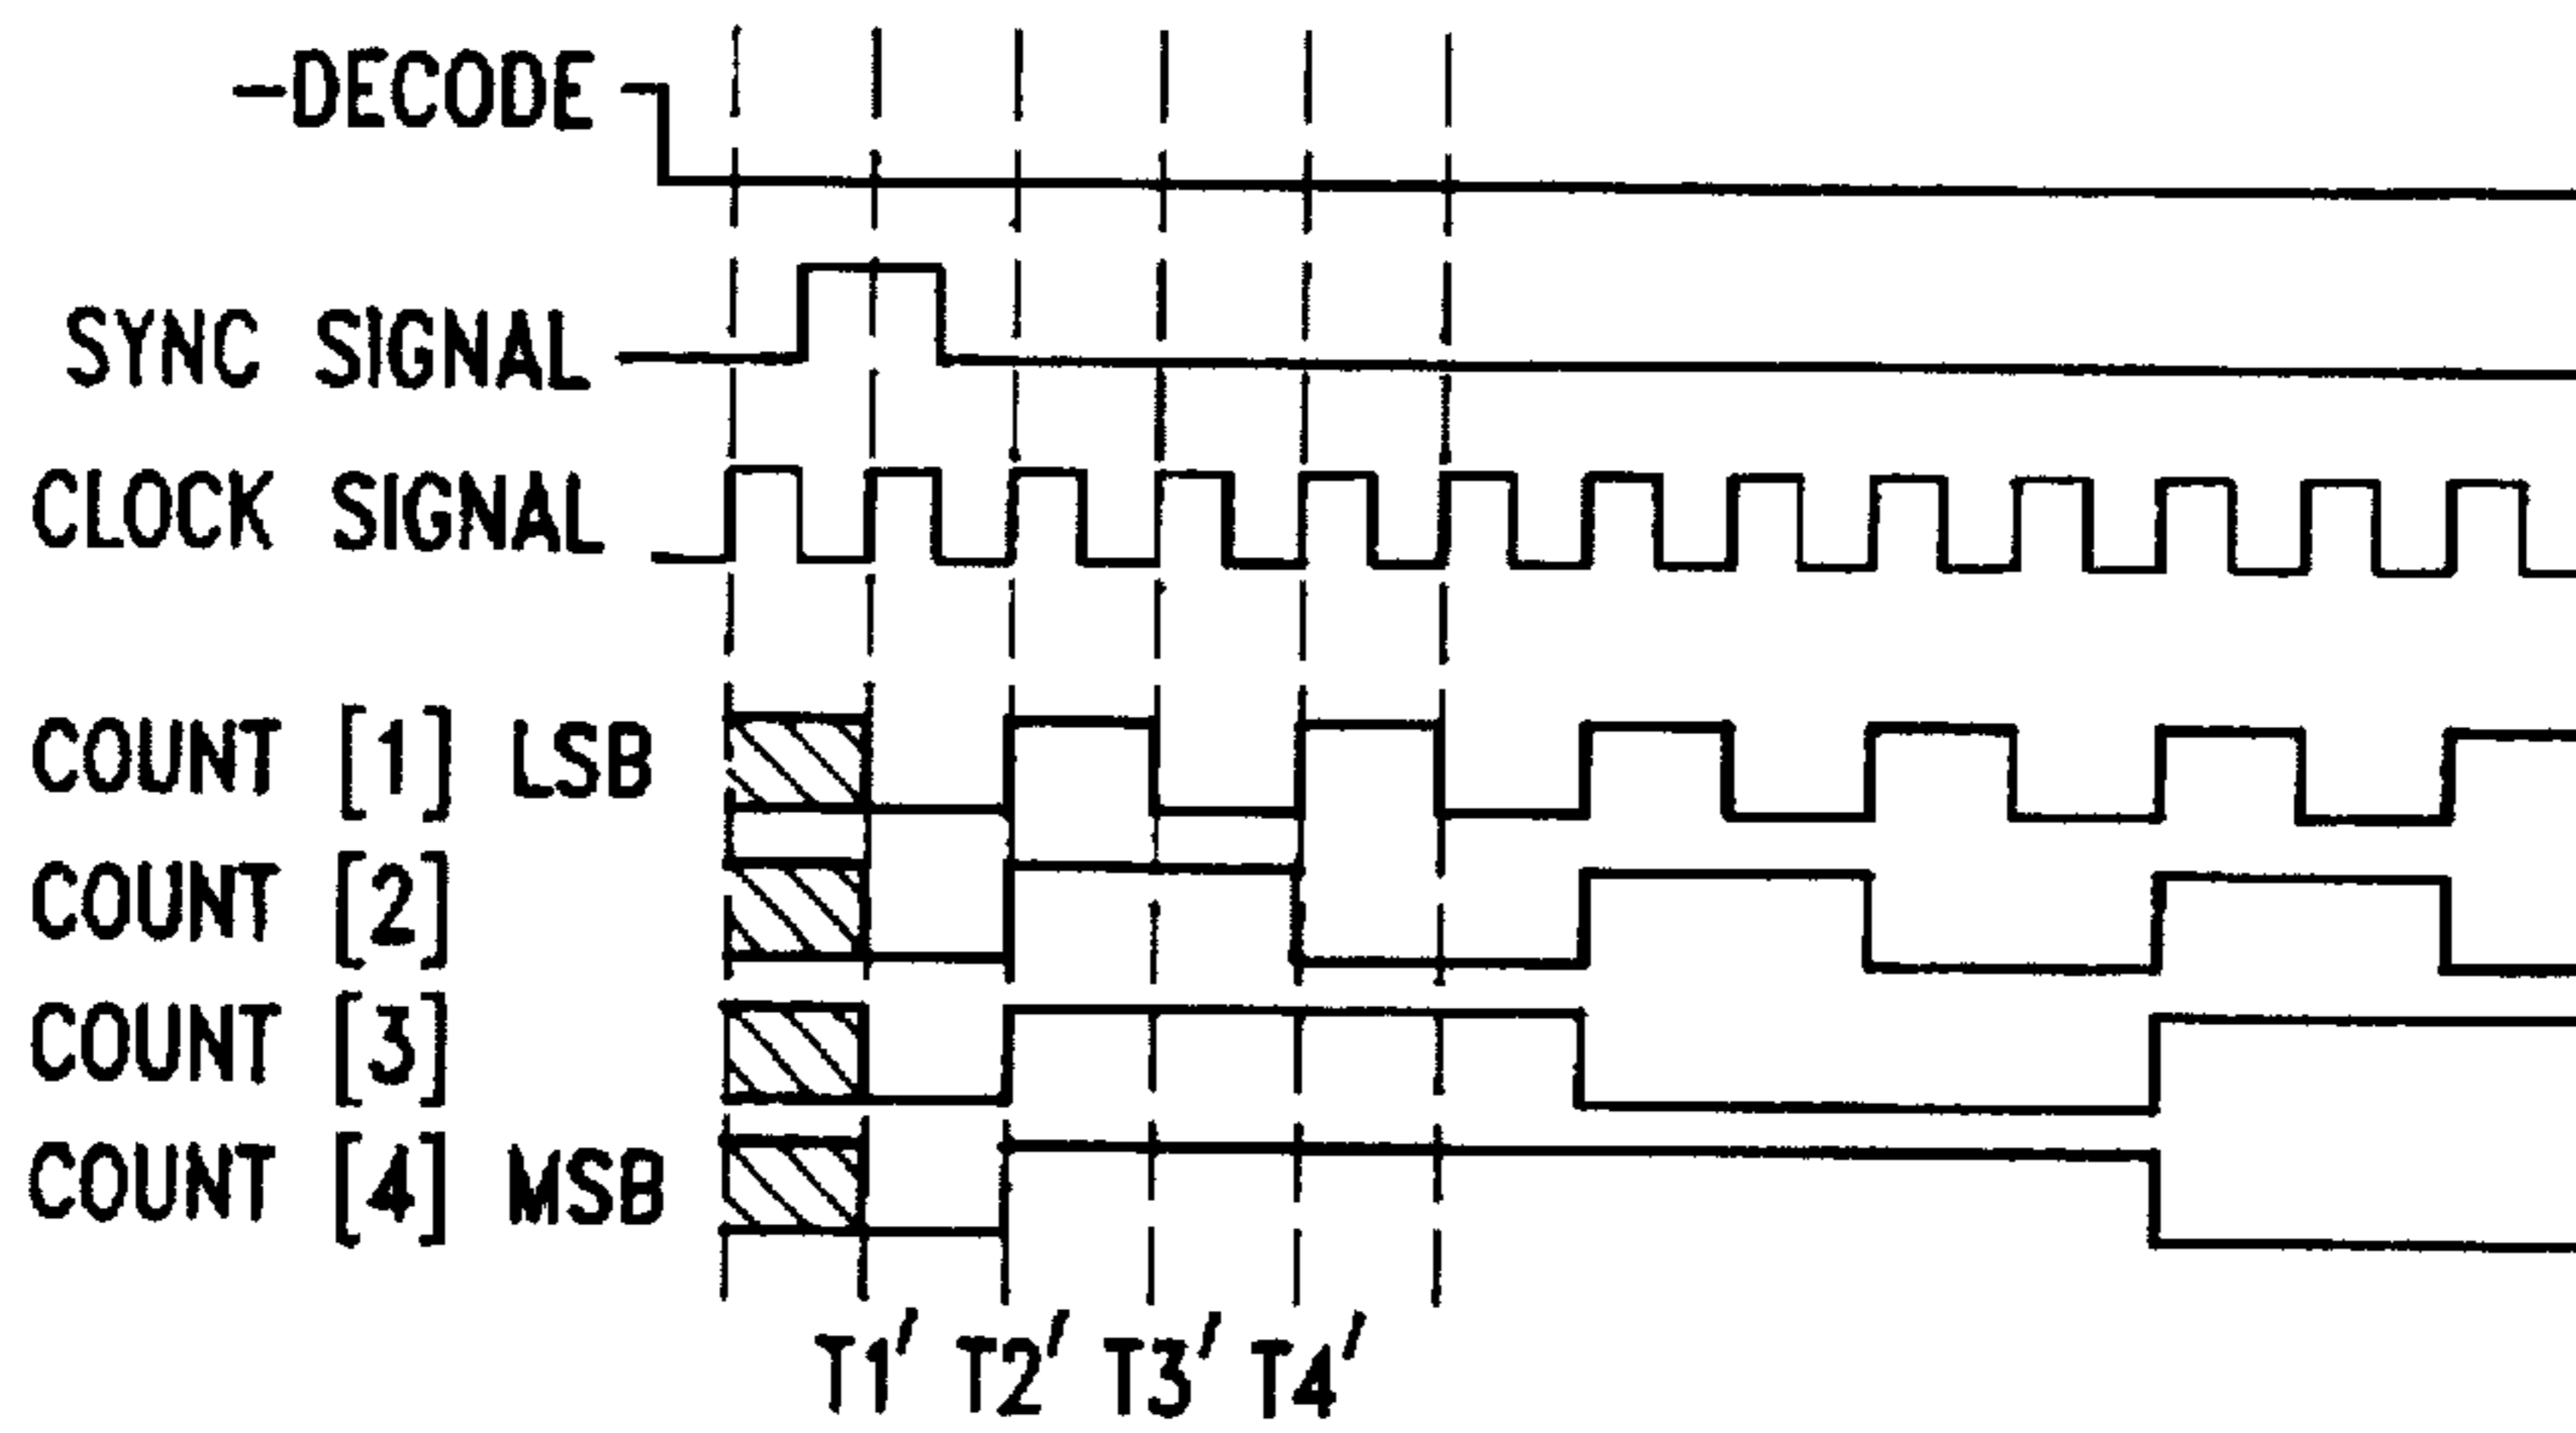 -DECODE
SYNC SIGNAL
CLOCK SIGNAL
COUNT [1] LSB
COUNT [2]
COUNT [3]
COUNT [4] MSB
T1' T2' T3' T4'